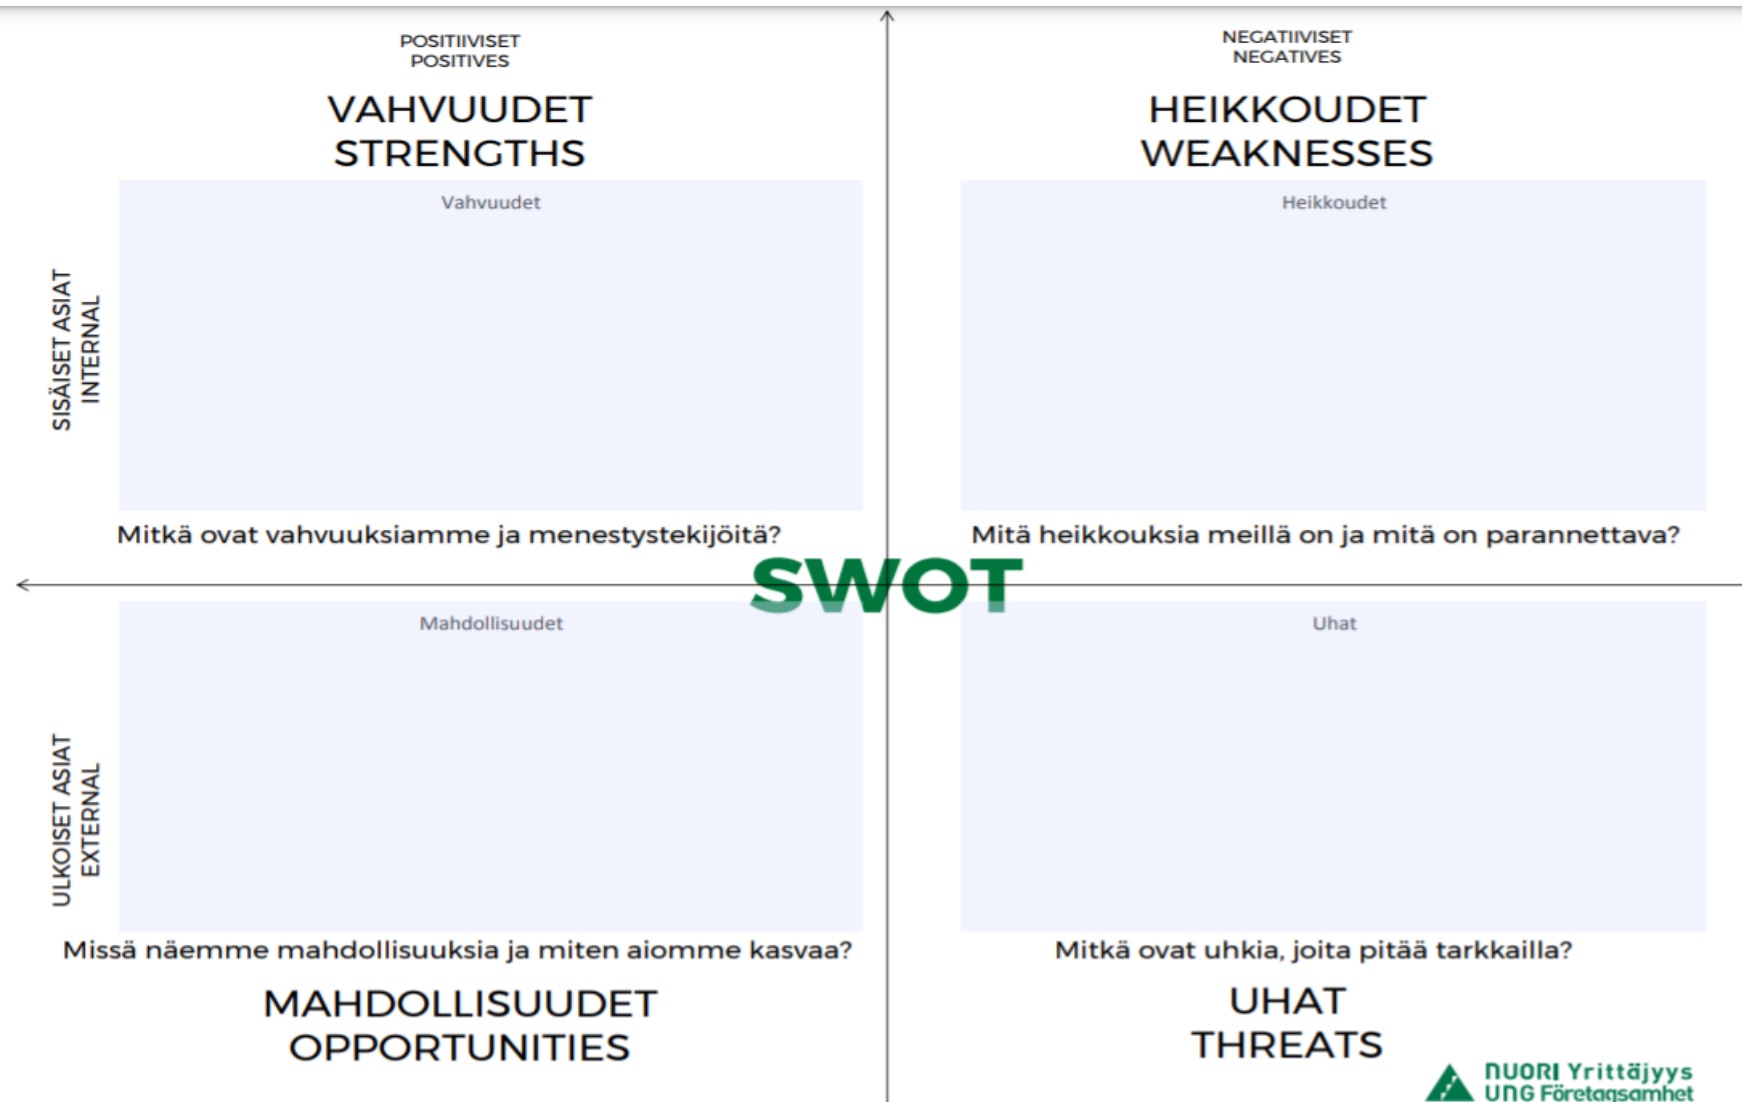 POSITIIVISET
POSITIVES
VAHVUUDET
STRENGTHS
Vahvuudet
SISÄISET ASIAT
INTERNAL
Mitkä ovat vahvuuksiamme ja menestystekijöitä?
NEGATIIVISET
NEGATIVES
HEIKKOUDET
WEAKNESSES
Heikkoudet
Mitä heikkouksia meillä on ja mitä on parannettava?
SWOT
Mahdollisuudet
ULKOISET ASIAT
EXTERNAL
Missä näemme mahdollisuuksia ja miten aiomme kasvaa?
MAHDOLLISUUDET
OPPORTUNITIES
Uhat
Mitkä ovat uhkia, joita pitää tarkkailla?
UHAT
THREATS
NUORI Yrittäjyys
UNG Företagsamhet